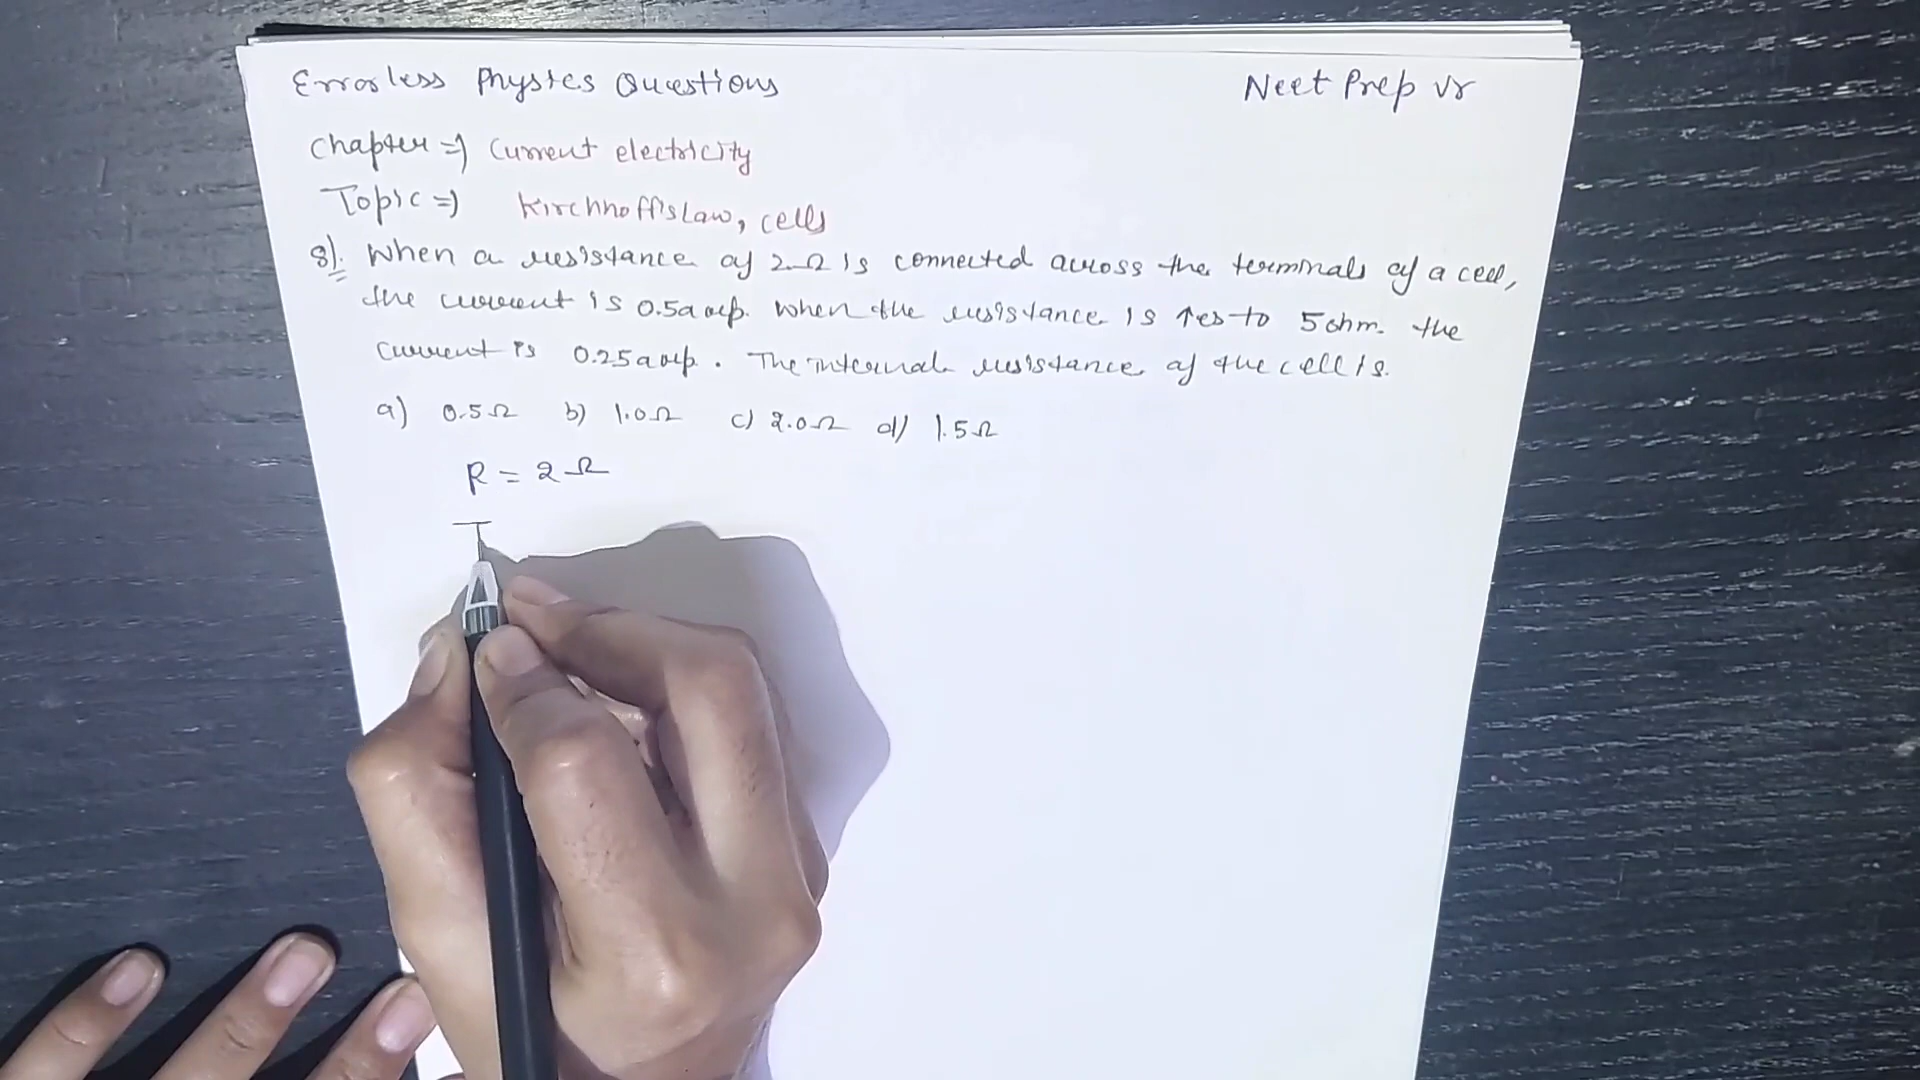 Errorless Physics Questions
Neet Prep vr
Chapter => Current electricity
Topic => Kirchhoff's Law, cells
8). When a resistance of 2Ω is connected across the terminals of a cell,
the current is 0.5 amp. When the resistance is ↑es to 5 ohm. the
current is 0.25 amp. The internal resistance of the cell is.
a) 0.5Ω b) 1.0Ω c) 2.0Ω d) 1.5Ω
R = 2Ω
I